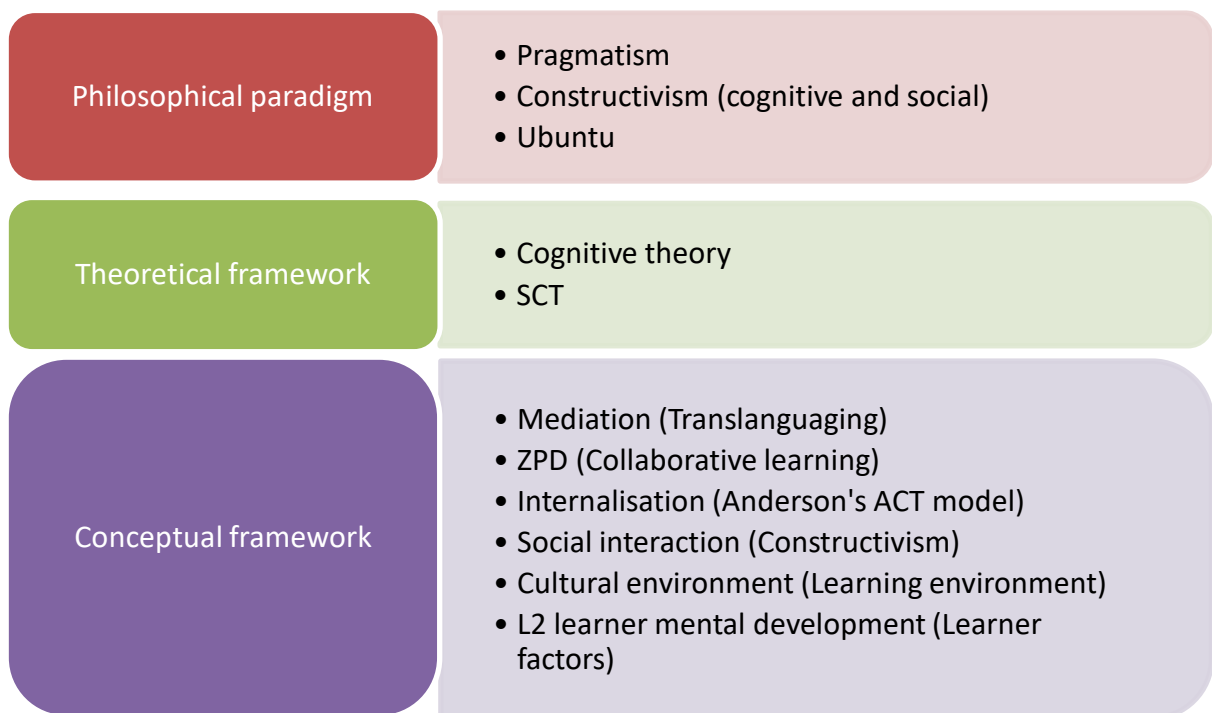 Philosophical paradigm
• Pragmatism
• Constructivism (cognitive and social)
• Ubuntu
Theoretical framework
• Cognitive theory
• SCT
Conceptual framework
• Mediation (Translanguaging)
• ZPD (Collaborative learning)
• Internalisation (Anderson's ACT model)
• Social interaction (Constructivism)
• Cultural environment (Learning environment)
• L2 learner mental development (Learner
factors)